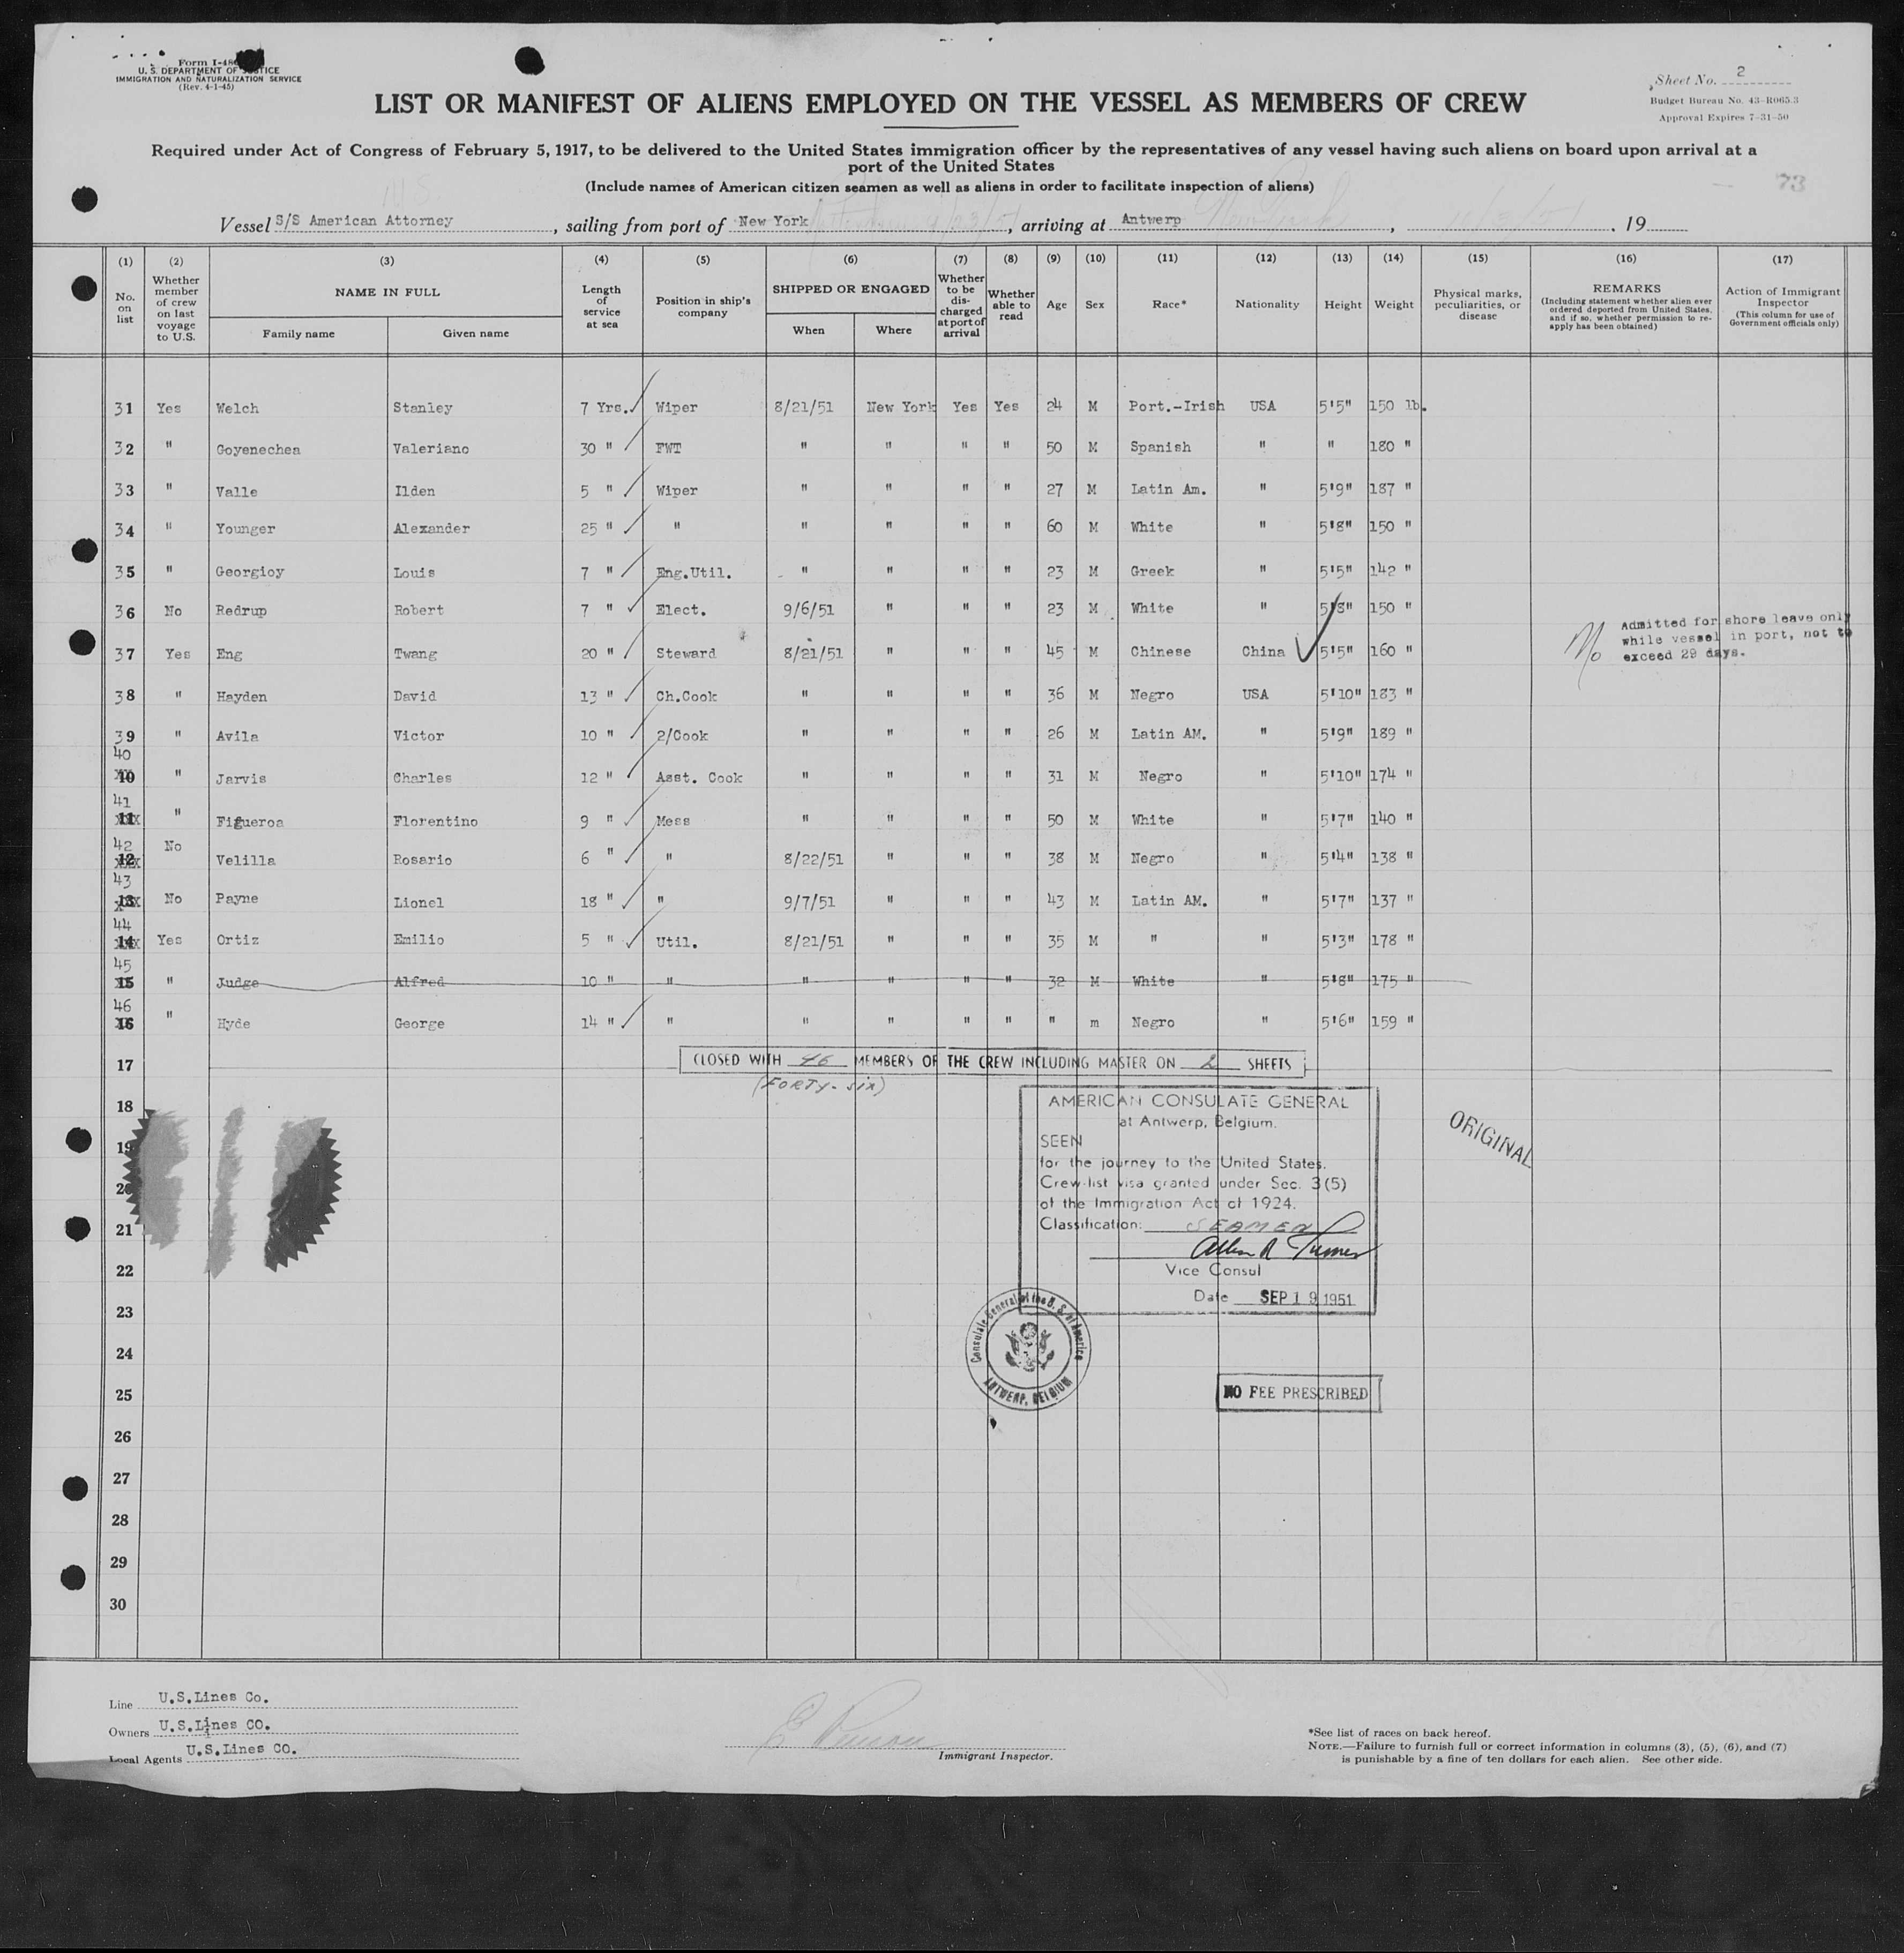 Form I-48
U. S. DEPARTMENT OF JUSTICE
IMMIGRATION AND NATURALIZATION SERVICE
(Rev. 4-1-45)
Sheet No. 2
Budget Bureau No. 43-R065.3
Approval Expires 7-31-50
LIST OR MANIFEST OF ALIENS EMPLOYED ON THE VESSEL AS MEMBERS OF CREW
Required under Act of Congress of February 5, 1917, to be delivered to the United States immigration officer by the representatives of any vessel having such aliens on board upon arrival at a
port of the United States
(Include names of American citizen seamen as well as aliens in order to facilitate inspection of aliens)
73
Vessel S/S American Attorney, sailing from port of New York, arriving at Antwerp, 19
(1) (2) (3) (4) (5) (6) (7) (8) (9) (10) (11) (12) (13) (14) (15) (16) (17)
No. on list
Whether member of crew on last voyage to U.S.
NAME IN FULL
Family name
Given name
Length of service at sea
Position in ship's company
SHIPPED OR ENGAGED
When
Where
Whether to be discharged at port of arrival
Whether able to read
Age
Sex
Race*
Nationality
Height
Weight
Physical marks, peculiarities, or disease
REMARKS
(Including statement whether alien ever ordered deported from United States, and if so, whether permission to re-apply has been obtained)
Action of Immigrant Inspector
(This column for use of Government officials only)
31 Yes Welch Stanley 7 Yrs. Wiper 8/21/51 New York Yes Yes 24 M Port.-Irish USA 5'5" 150 lb.
32 " Goyenechea Valeriano 30 " FWT " " " " 50 M Spanish " " 180 "
33 " Valle Ilden 5 " Wiper " " " " 27 M Latin Am. " 5'9" 187 "
34 " Younger Alexander 25 " " " " " " 60 M White " 5'8" 150 "
35 " Georgioy Louis 7 " Eng.Util. " " " " 23 M Greek " 5'5" 142 "
36 No Redrup Robert 7 " Elect. 9/6/51 " " " 23 M White " 5'8" 150 "
37 Yes Eng Twang 20 " Steward 8/21/51 " " " 45 M Chinese China 5'5" 160 " No Admitted for shore leave only
while vessel in port, not to
exceed 29 days.
38 " Hayden David 13 " Ch.Cook " " " " 36 M Negro USA 5'10" 183 "
39 " Avila Victor 10 " 2/Cook " " " " 26 M Latin AM. " 5'9" 189 "
40 10 " Jarvis Charles 12 " Asst. Cook " " " " 31 M Negro " 5'10" 174 "
41 11 " Figueroa Florentino 9 " Mess " " " " 50 M White " 5'7" 140 "
42 12 No Velilla Rosario 6 " " 8/22/51 " " " 38 M Negro " 5'4" 138 "
43 13 No Payne Lionel 18 " " 9/7/51 " " " 43 M Latin AM. " 5'7" 137 "
44 14 Yes Ortiz Emilio 5 " Util. 8/21/51 " " " 35 M " " 5'3" 178 "
45 15 " Judge Alfred 10 " " " " " " 32 M White " 5'8" 175 "
46 16 " Hyde George 14 " " " " " " " m Negro " 5'6" 159 "
17 CLOSED WITH 46 MEMBERS OF THE CREW INCLUDING MASTER ON 2 SHEETS
(FORTY-SIX)
18
19
20
21
22
23
24
25
26
27
28
29
30
AMERICAN CONSULATE GENERAL
at Antwerp, Belgium.
SEEN
for the journey to the United States.
Crew-list visa granted under Sec. 3(5)
of the Immigration Act of 1924.
Classification: SEAMEN
Allen R Turner
Vice Consul
Date SEP 19 1951
ORIGINAL
Consulate General of the U. S. of America
ANTWERP, BELGIUM
NO FEE PRESCRIBED
Line U.S.Lines Co.
Owners U.S.Lines CO.
Local Agents U.S.Lines CO.
Immigrant Inspector.
*See list of races on back hereof.
NOTE.—Failure to furnish full or correct information in columns (3), (5), (6), and (7)
is punishable by a fine of ten dollars for each alien. See other side.